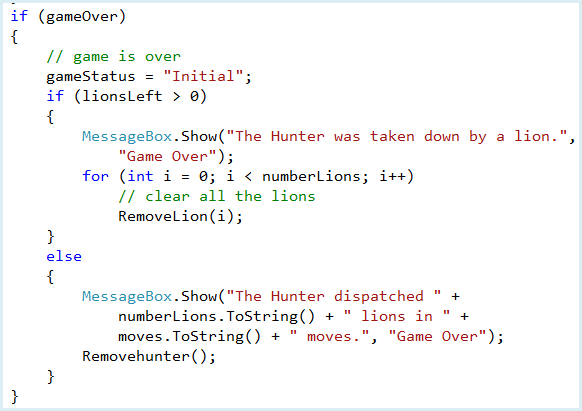 if (gameOver)
{
    // game is over
    gameStatus = "Initial";
    if (lionsLeft > 0)
    {
        MessageBox.Show("The Hunter was taken down by a lion.",
            "Game Over");
        for (int i = 0; i < numberLions; i++)
            // clear all the lions
            RemoveLion(i);
    }
    else
    {
        MessageBox.Show("The Hunter dispatched " +
            numberLions.ToString() + " lions in " +
            moves.ToString() + " moves.", "Game Over");
        Removehunter();
    }
}